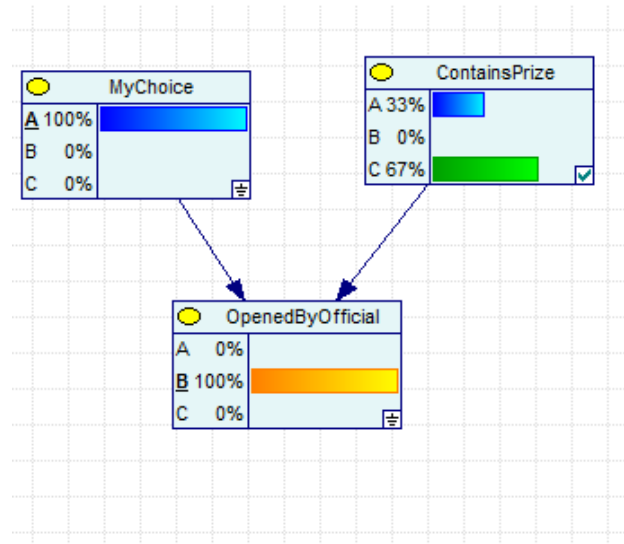 MyChoice
A 100%
B 0%
C 0%
ContainsPrize
A 33%
B 0%
C 67%
OpenedByOfficial
A 0%
B 100%
C 0%